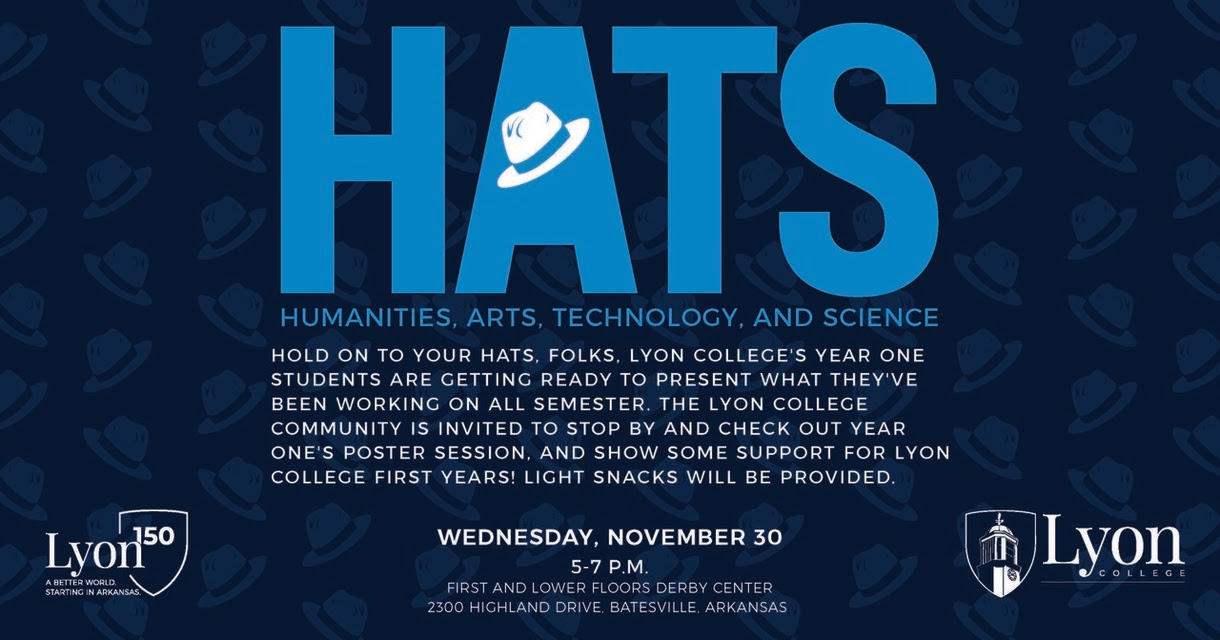 HATS
HUMANITIES, ARTS, TECHNOLOGY, AND SCIENCE
HOLD ON TO YOUR HATS, FOLKS, LYON COLLEGE'S YEAR ONE
STUDENTS ARE GETTING READY TO PRESENT WHAT THEY'VE
BEEN WORKING ON ALL SEMESTER. THE LYON COLLEGE
COMMUNITY IS INVITED TO STOP BY AND CHECK OUT YEAR
ONE'S POSTER SESSION, AND SHOW SOME SUPPORT FOR LYON
COLLEGE FIRST YEARS! LIGHT SNACKS WILL BE PROVIDED.
Lyon 150
A BETTER WORLD.
STARTING IN ARKANSAS.
WEDNESDAY, NOVEMBER 30
5-7 P.M.
FIRST AND LOWER FLOORS DERBY CENTER
2300 HIGHLAND DRIVE, BATESVILLE, ARKANSAS
Lyon
COLLEGE